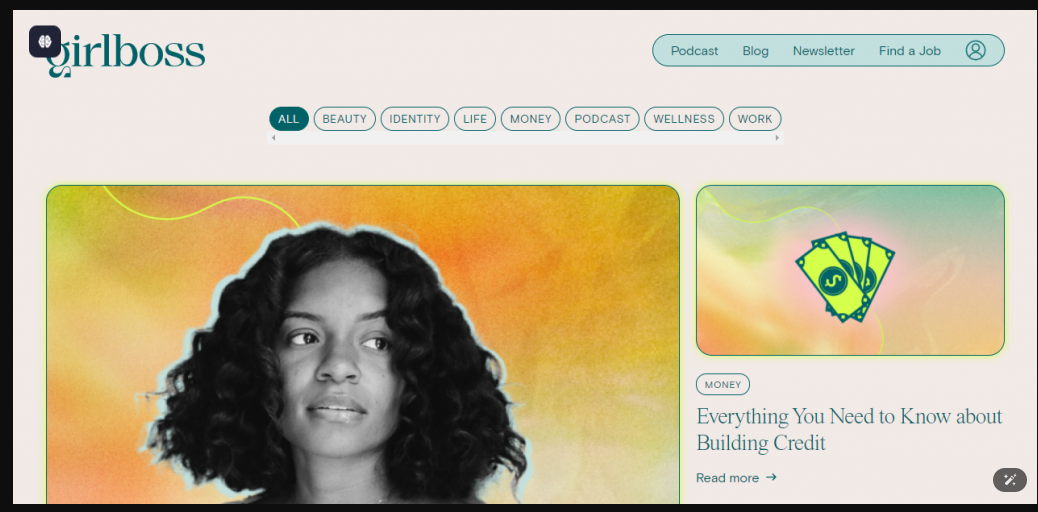 girlboss
Podcast Blog Newsletter Find a Job
ALL BEAUTY IDENTITY LIFE MONEY PODCAST WELLNESS WORK
$
MONEY
Everything You Need to Know about
Building Credit
Read more →